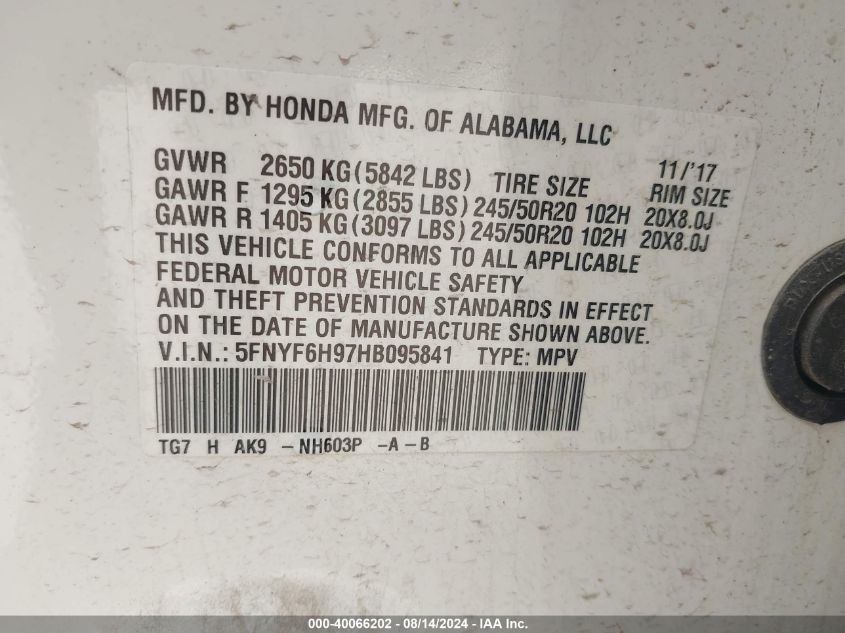 MFD. BY HONDA MFG. OF ALABAMA, LLC
11/'17
GVWR 2650 KG (5842 LBS) TIRE SIZE RIM SIZE
GAWR F 1295 KG (2855 LBS) 245/50R20 102H 20X8.0J
GAWR R 1405 KG (3097 LBS) 245/50R20 102H 20X8.0J
THIS VEHICLE CONFORMS TO ALL APPLICABLE
FEDERAL MOTOR VEHICLE SAFETY
AND THEFT PREVENTION STANDARDS IN EFFECT
ON THE DATE OF MANUFACTURE SHOWN ABOVE.
V.I.N.: 5FNYF6H97HB095841 TYPE: MPV
TG7 H AK9 -NH603P -A -B
000-40066202 - 08/14/2024 - IAA Inc.